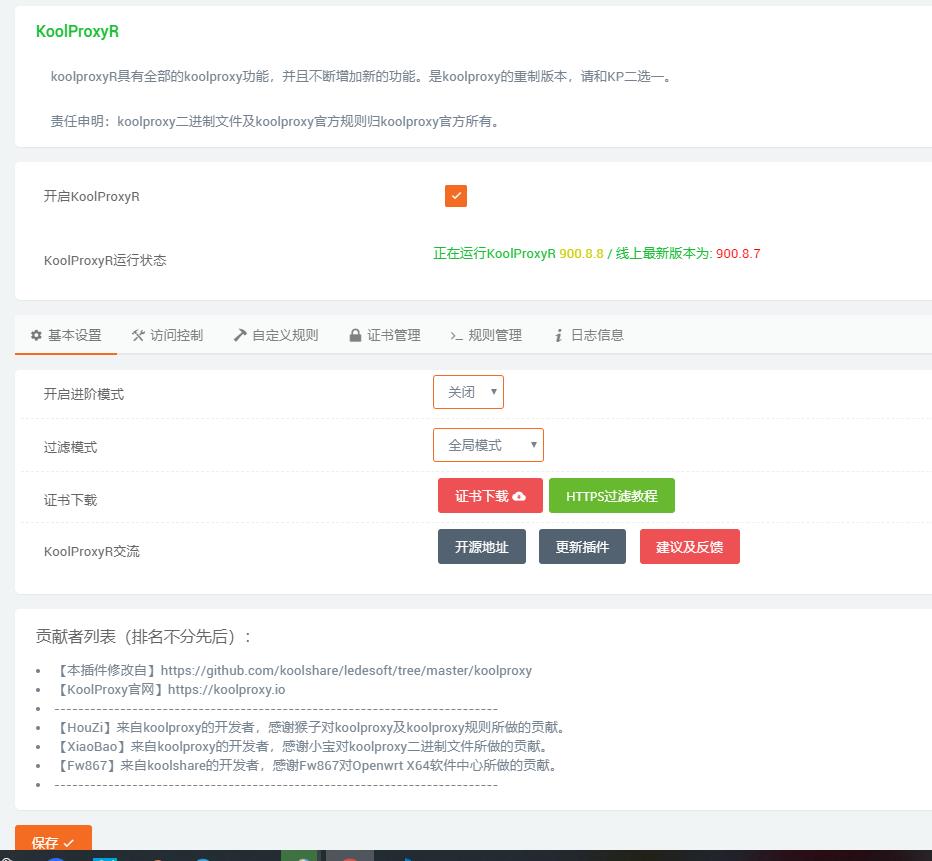 KoolProxyR
koolproxyR具有全部的koolproxy功能，并且不断增加新的功能。是koolproxy的重制版本，请和KP二选一。
责任申明：koolproxy二进制文件及koolproxy官方规则归koolproxy官方所有。
开启KoolProxyR
KoolProxyR运行状态 正在运行KoolProxyR 900.8.8 / 线上最新版本为: 900.8.7
基本设置 访问控制 自定义规则 证书管理 规则管理 日志信息
开启进阶模式 关闭
过滤模式 全局模式
证书下载 证书下载 HTTPS过滤教程
KoolProxyR交流 开源地址 更新插件 建议及反馈
贡献者列表（排名不分先后）：
• 【本插件修改自】https://github.com/koolshare/ledesoft/tree/master/koolproxy
• 【KoolProxy官网】https://koolproxy.io
• --------------------------------------------------------------------------
• 【HouZi】来自koolproxy的开发者，感谢猴子对koolproxy及koolproxy规则所做的贡献。
• 【XiaoBao】来自koolproxy的开发者，感谢小宝对koolproxy二进制文件所做的贡献。
• 【Fw867】来自koolshare的开发者，感谢Fw867对Openwrt X64软件中心所做的贡献。
• --------------------------------------------------------------------------
保存